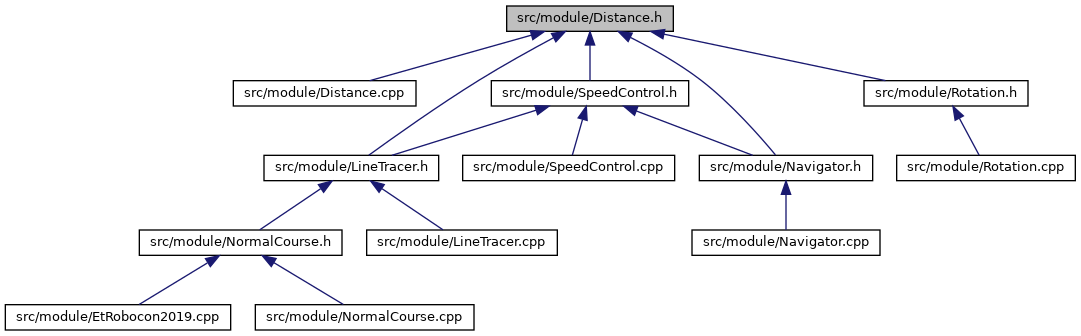 src/module/Distance.h
src/module/Distance.cpp
src/module/SpeedControl.h
src/module/Rotation.h
src/module/LineTracer.h
src/module/SpeedControl.cpp
src/module/Navigator.h
src/module/Rotation.cpp
src/module/NormalCourse.h
src/module/LineTracer.cpp
src/module/Navigator.cpp
src/module/EtRobocon2019.cpp
src/module/NormalCourse.cpp